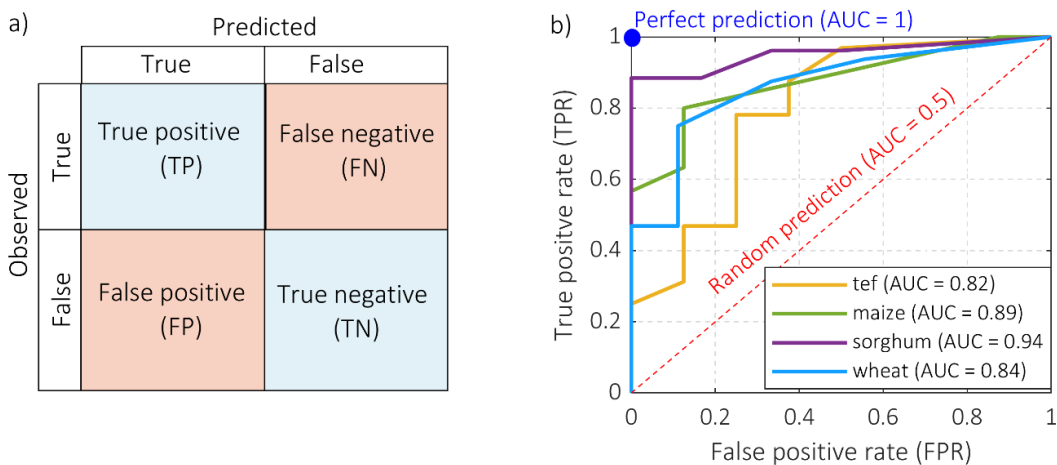 a)
Predicted
True
False
Observed
True
True positive
(TP)
False negative
(FN)
False
False positive
(FP)
True negative
(TN)
b)
Perfect prediction (AUC = 1)
True positve rate (TPR)
1
0.8
0.6
0.4
0.2
0
Random prediction (AUC = 0.5)
tef (AUC = 0.82)
maize (AUC = 0.89)
sorghum (AUC = 0.94
wheat (AUC = 0.84)
0
0.2
0.4
0.6
0.8
1
False positive rate (FPR)